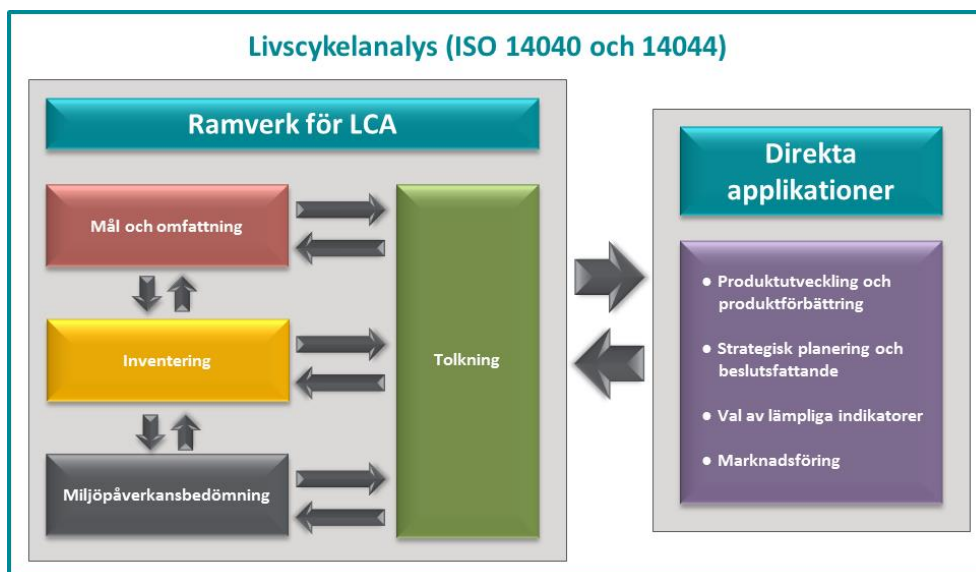 Livscykelanalys (ISO 14040 och 14044)
Ramverk för LCA
Mål och omfattning
Inventering
Miljöpåverkansbedömning
Tolkning
Direkta
applikationer
● Produktutveckling och
produktförbättring
● Strategisk planering och
beslutsfattande
● Val av lämpliga indikatorer
● Marknadsföring